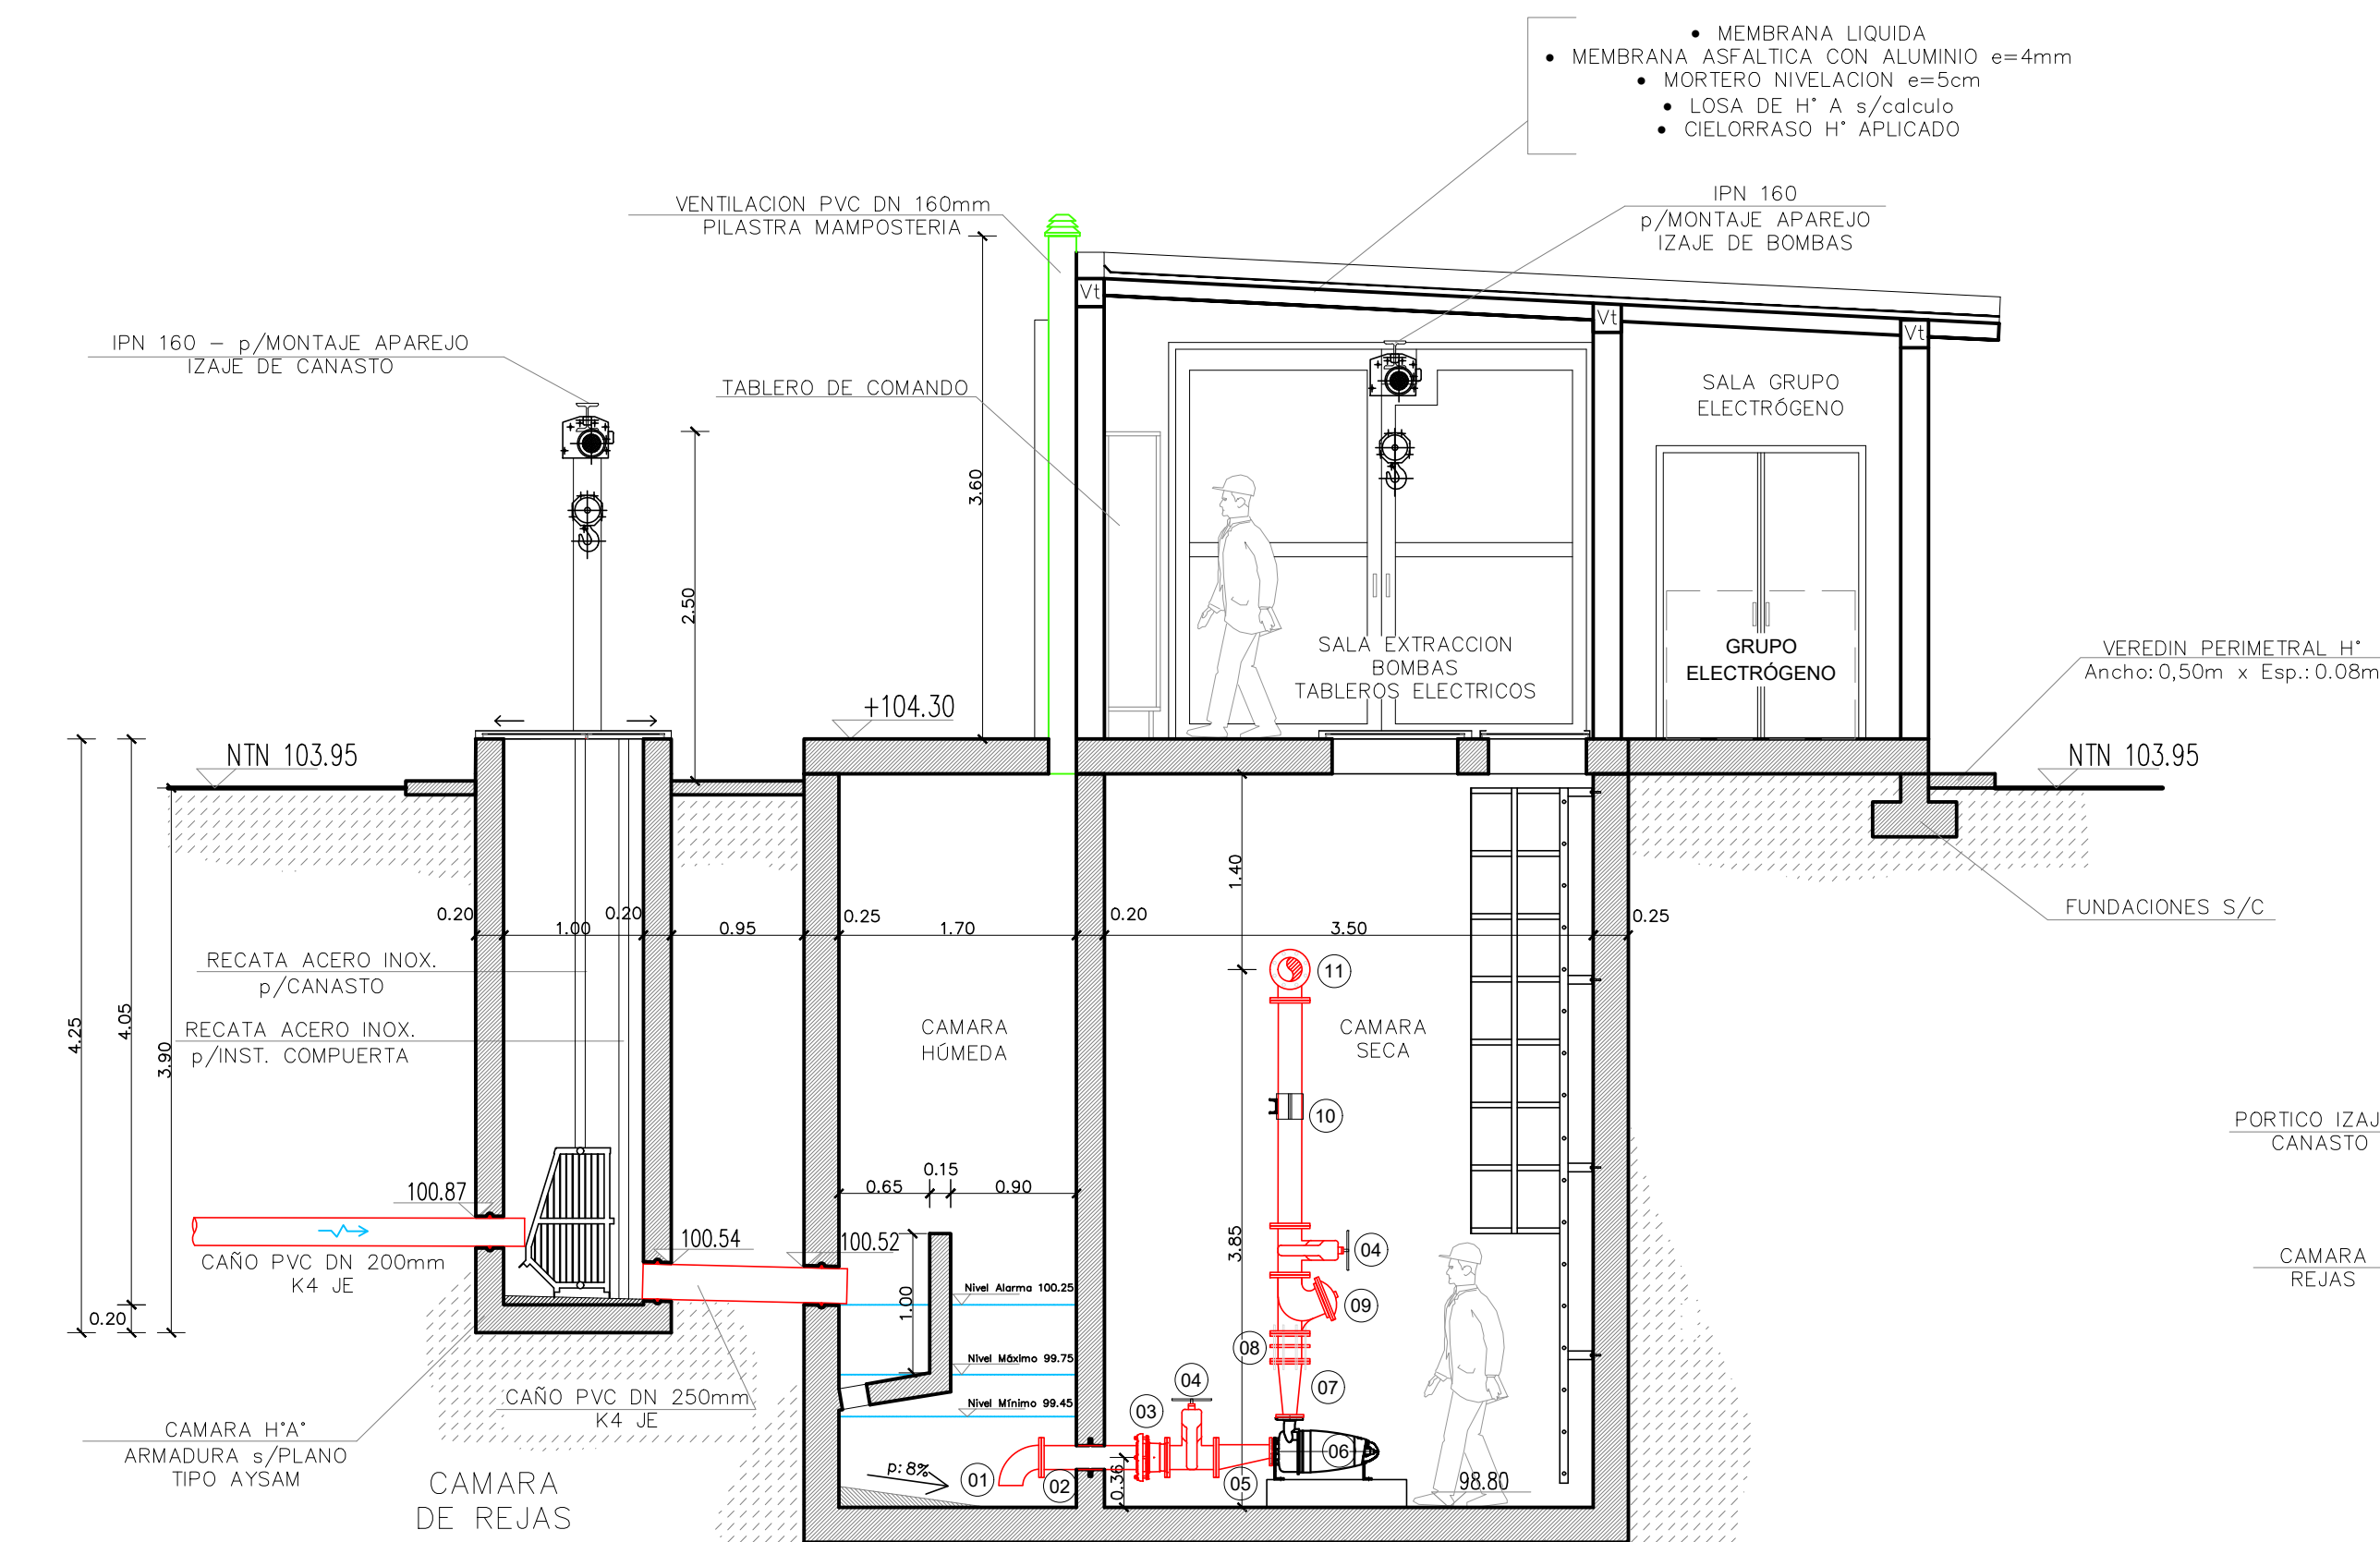 • MEMBRANA LIQUIDA
• MEMBRANA ASFALTICA CON ALUMINIO e=4mm
• MORTERO NIVELACION e=5cm
• LOSA DE H° A s/calculo
• CIELORRASO H° APLICADO
VENTILACION PVC DN 160mm
PILASTRA MAMPOSTERIA
IPN 160
p/MONTAJE APAREJO
IZAJE DE BOMBAS
Vt
Vt
Vt
IPN 160 – p/MONTAJE APAREJO
IZAJE DE CANASTO
TABLERO DE COMANDO
SALA GRUPO
ELECTRÓGENO
3.60
2.50
SALA EXTRACCION
BOMBAS
TABLEROS ELECTRICOS
GRUPO
ELECTRÓGENO
VEREDIN PERIMETRAL H°
Ancho: 0,50m x Esp.: 0.08m
+104.30
NTN 103.95
NTN 103.95
1.40
FUNDACIONES S/C
0.20
1.00
0.20
0.95
0.25
1.70
0.20
3.50
0.25
RECATA ACERO INOX.
p/CANASTO
RECATA ACERO INOX.
p/INST. COMPUERTA
4.25
4.05
3.90
CAMARA
HÚMEDA
CAMARA
SECA
11
10
PORTICO IZAJ
CANASTO
0.65
0.15
0.90
100.87
100.54
100.52
CAÑO PVC DN 200mm
K4 JE
3.85
04
CAMARA
REJAS
1.00
Nivel Alarma 100.25
09
0.20
08
Nivel Máximo 99.75
04
07
CAÑO PVC DN 250mm
K4 JE
Nivel Mínimo 99.45
03
CAMARA H°A°
ARMADURA s/PLANO
TIPO AYSAM
CAMARA
DE REJAS
p: 8%
01
02
0.36
05
06
98.80